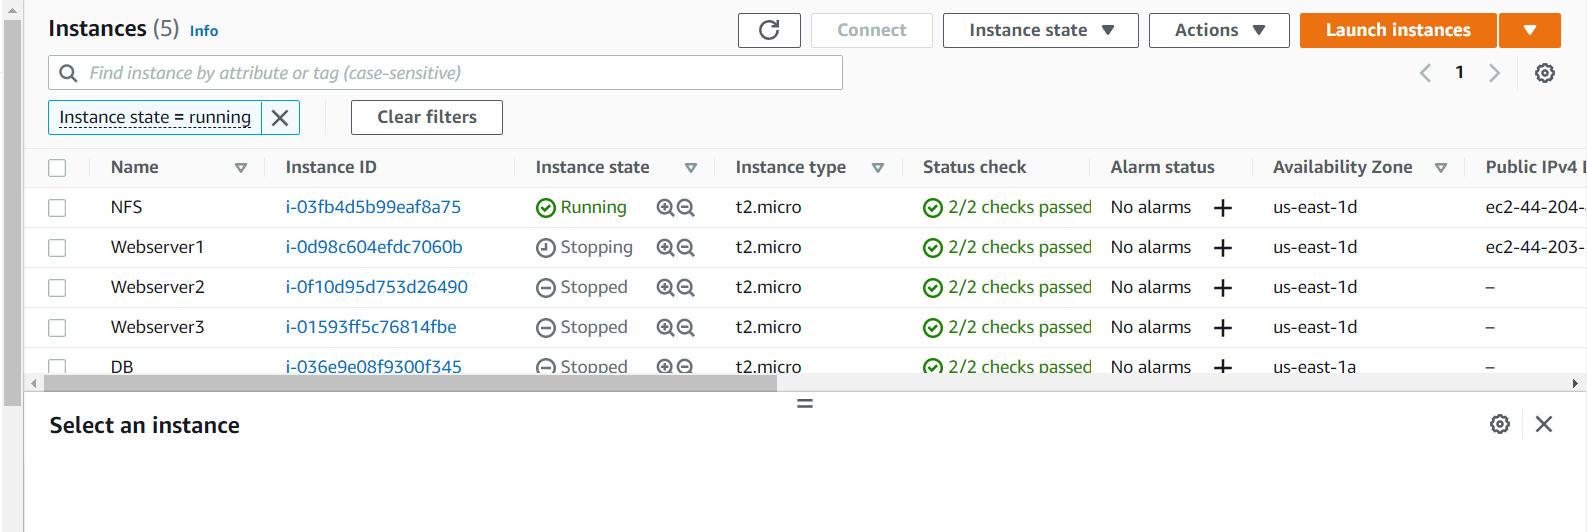 Instances (5) Info
Connect
Instance state
Actions
Launch instances
Find instance by attribute or tag (case-sensitive)
1
Instance state = running
Clear filters
Name Instance ID Instance state Instance type Status check Alarm status Availability Zone Public IPv4
NFS i-03fb4d5b99eaf8a75 Running t2.micro 2/2 checks passed No alarms + us-east-1d ec2-44-204-
Webserver1 i-0d98c604efdc7060b Stopping t2.micro 2/2 checks passed No alarms + us-east-1d ec2-44-203-
Webserver2 i-0f10d95d753d26490 Stopped t2.micro 2/2 checks passed No alarms + us-east-1d –
Webserver3 i-01593ff5c76814fbe Stopped t2.micro 2/2 checks passed No alarms + us-east-1d –
DB i-036e9e08f9300f345 Stopped t2.micro 2/2 checks passed No alarms + us-east-1a –
Select an instance